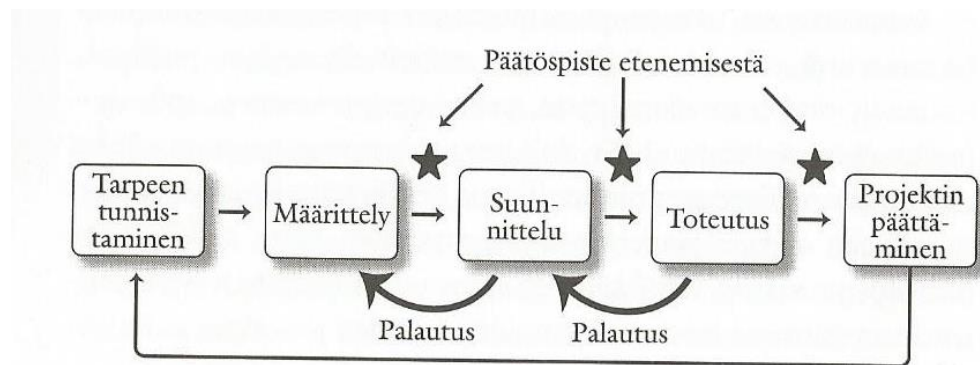 Päätöspiste etenemisestä
Tarpeen
tunnis-
taminen
Määrittely
Suun-
nittelu
Toteutus
Projektin
päättä-
minen
Palautus
Palautus